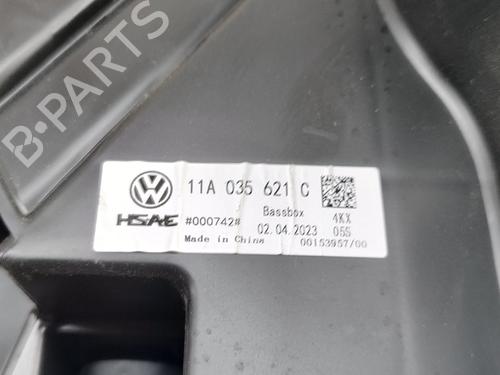 B-PARTS
11A 035 621 C
HSAE #000742# Bassbox 4KX
02.04.2023 05S
Made in China 00153957/00